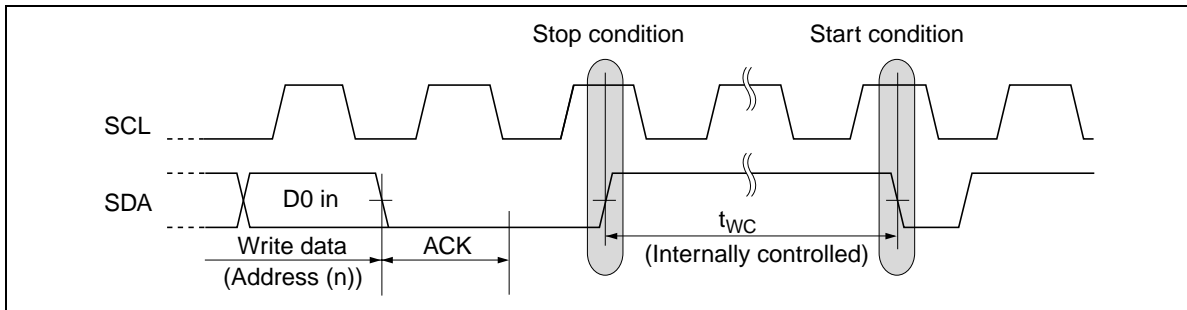 Stop condition
Start condition
SCL
SDA
D0 in
Write data
(Address (n))
ACK
tWC
(Internally controlled)